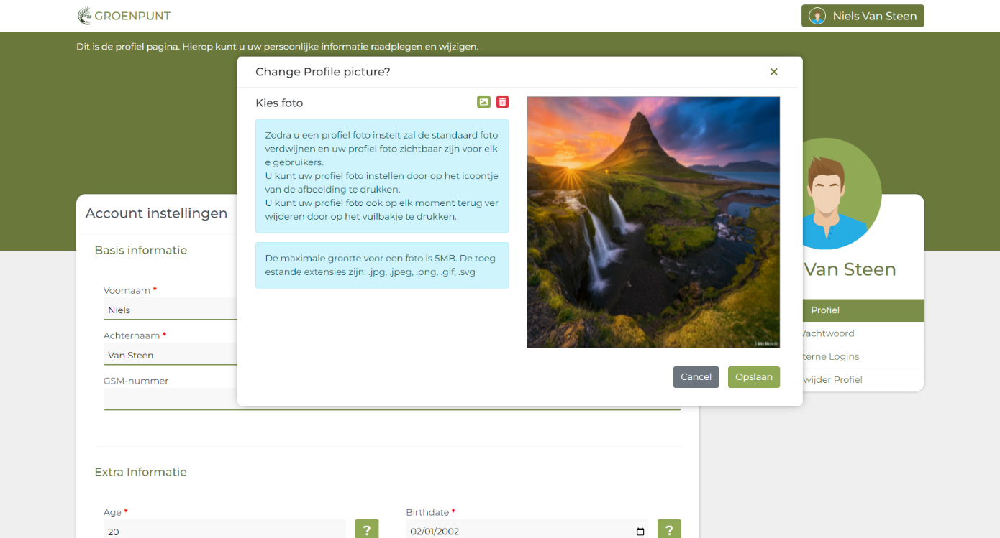 GROENPUNT
Niels Van Steen
Dit is de profiel pagina. Hierop kunt u uw persoonlijke informatie raadplegen en wijzigen.
Change Profile picture?
Kies foto
Zodra u een profiel foto instelt zal de standaard foto
verdwijnen en uw profiel foto zichtbaar zijn voor elk
e gebruikers.
U kunt uw profiel foto instellen door op het icoontje
van de afbeelding te drukken.
U kunt uw profiel foto ook op elk moment terug ver
wijderen door op het vuilbakje te drukken.
De maximale grootte voor een foto is 5MB. De toeg
estande extensies zijn: .jpg, .jpeg, .png, .gif, .svg
Cancel
Opslaan
Account instellingen
Basis informatie
Voornaam *
Niels
Achternaam *
Van Steen
GSM-nummer
Extra Informatie
Age *
20
?
Birthdate *
02/01/2002
?
Van Steen
Profiel
achtwoord
terne Logins
wijder Profiel